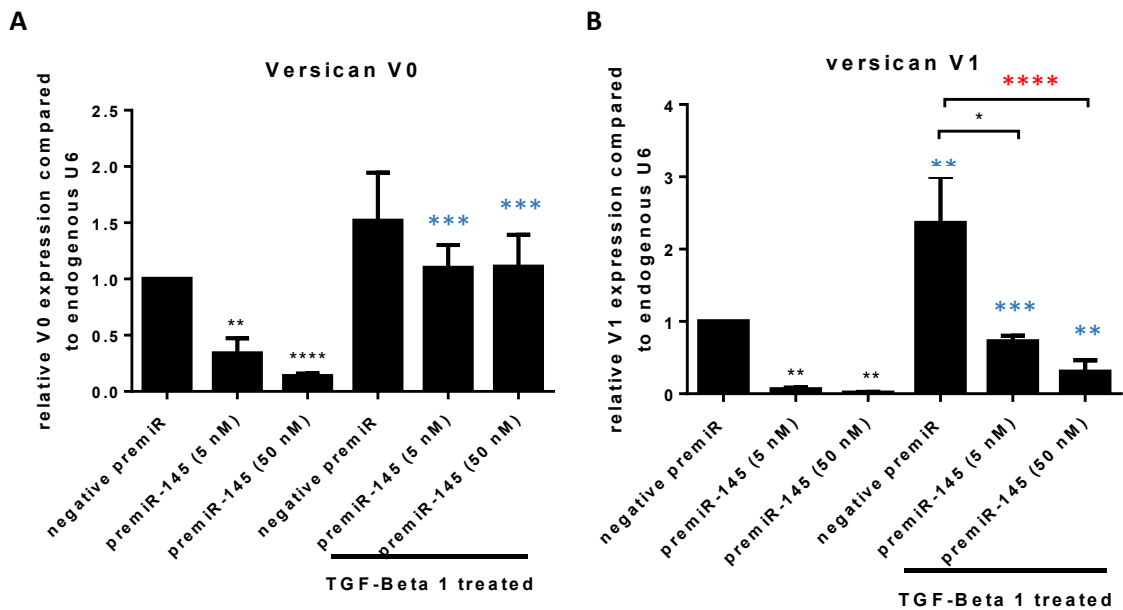 A
Versican V0
relative V0 expression compared
to endogenous U6
2.5
2.0
1.5
1.0
0.5
0.0
**
****
***
***
negative premiR
premiR-145 (5 nM)
premiR-145 (50 nM)
negative premiR
premiR-145 (5 nM)
premiR-145 (50 nM)
TGF-Beta 1 treated
B
versican V1
relative V1 expression compared
to endogenous U6
4
3
2
1
0
****
*
**
**
**
***
**
negative premiR
premiR-145 (5 nM)
premiR-145 (50 nM)
negative premiR
premiR-145 (5 nM)
premiR-145 (50 nM)
TGF-Beta 1 treated